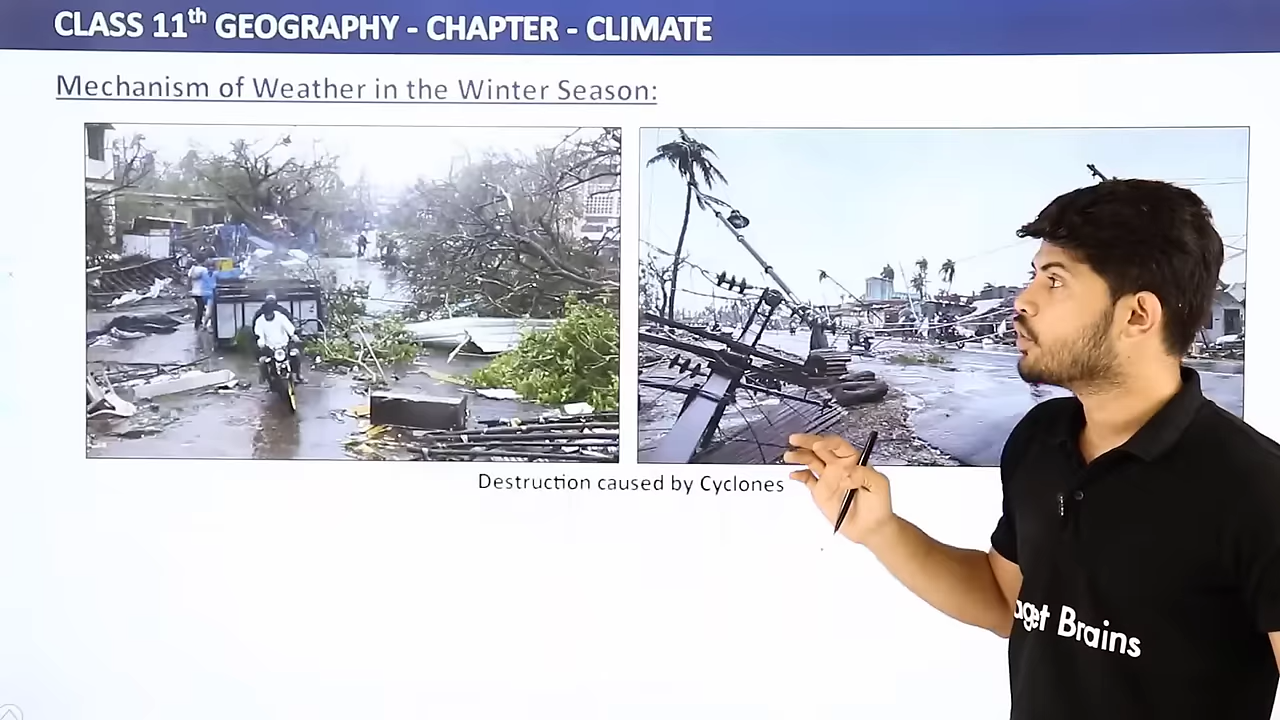 CLASS 11th GEOGRAPHY - CHAPTER - CLIMATE
Mechanism of Weather in the Winter Season:
Destruction caused by Cyclones
Brains